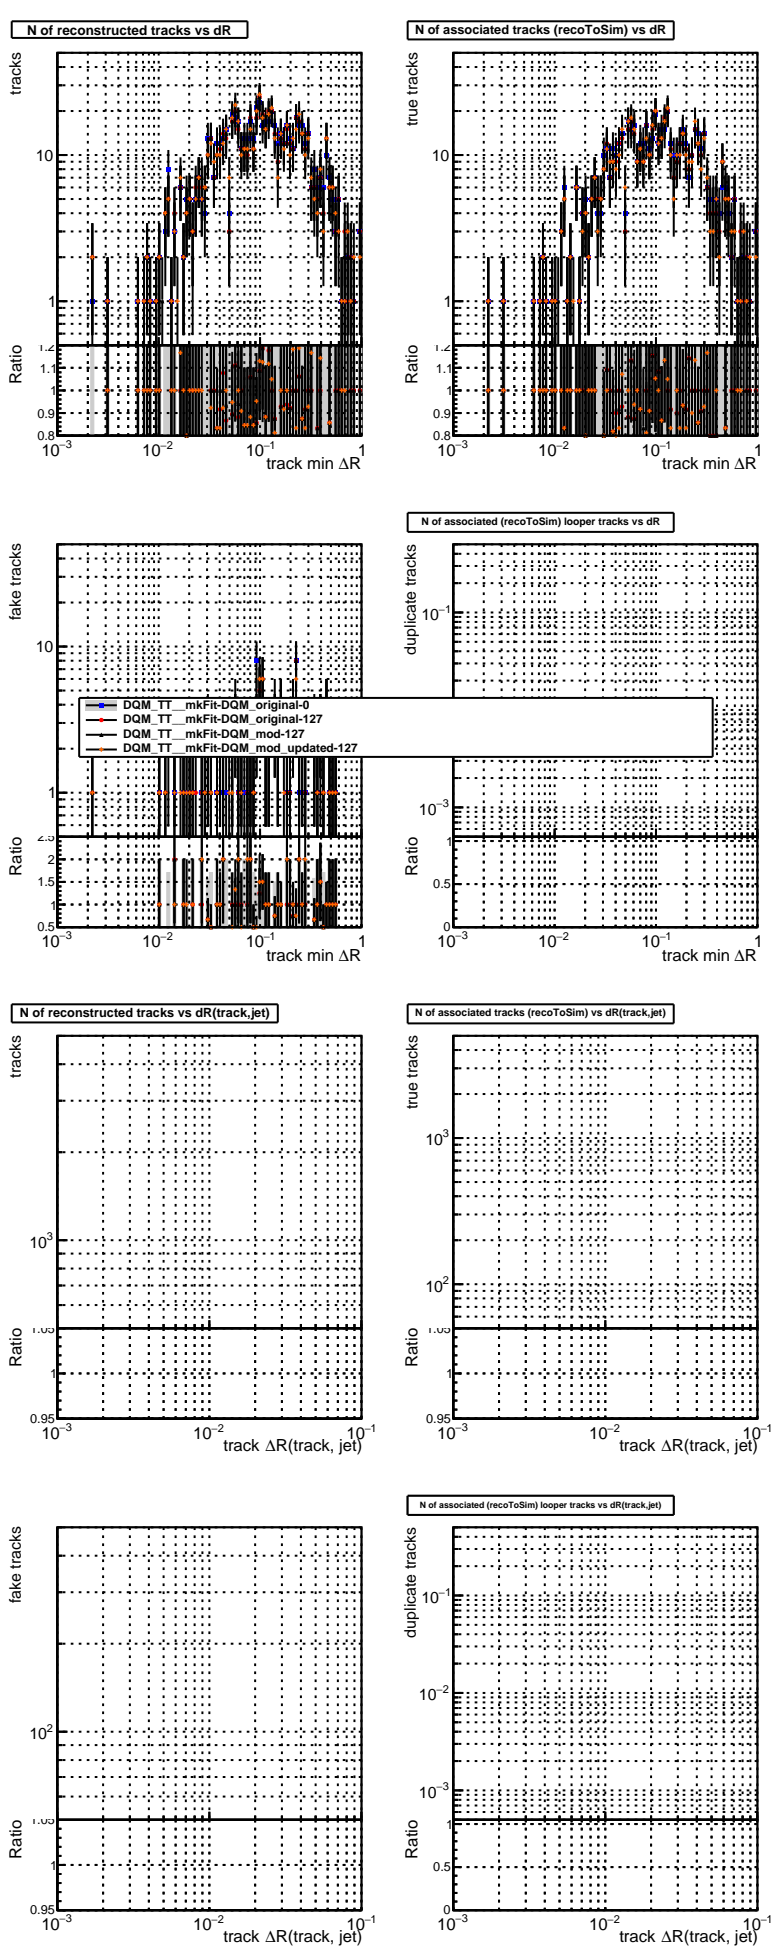 N of reconstructed tracks vs dR
tracks
10
1
Ratio
1.2
1.1
1
0.9
0.8
10−3 10−2 10−1 1
track min ΔR
N of associated tracks (recoToSim) vs dR
true tracks
10
1
Ratio
1.2
1.1
1
0.9
0.8
10−3 10−2 10−1 1
track min ΔR
fake tracks
10
1
Ratio
2.5
2
1.5
1
0.5
10−3 10−2 10−1 1
track min ΔR
N of associated (recoToSim) looper tracks vs dR
duplicate tracks
10−1
10−3
Ratio
1
0.5
0
10−3 10−2 10−1 1
track min ΔR
DQM_TT__mkFit-DQM_original-0
DQM_TT__mkFit-DQM_original-127
DQM_TT__mkFit-DQM_mod-127
DQM_TT__mkFit-DQM_mod_updated-127
N of reconstructed tracks vs dR(track,jet)
tracks
103
Ratio
1.05
1
0.95
10−3 10−2 10−1
track ΔR(track, jet)
N of associated tracks (recoToSim) vs dR(track,jet)
true tracks
103
102
Ratio
1.05
1
0.95
10−3 10−2 10−1
track ΔR(track, jet)
fake tracks
102
Ratio
1.05
1
0.95
10−3 10−2 10−1
track ΔR(track, jet)
N of associated (recoToSim) looper tracks vs dR(track,jet)
duplicate tracks
10−1
10−2
10−3
Ratio
1
0.5
0
10−3 10−2 10−1
track ΔR(track, jet)